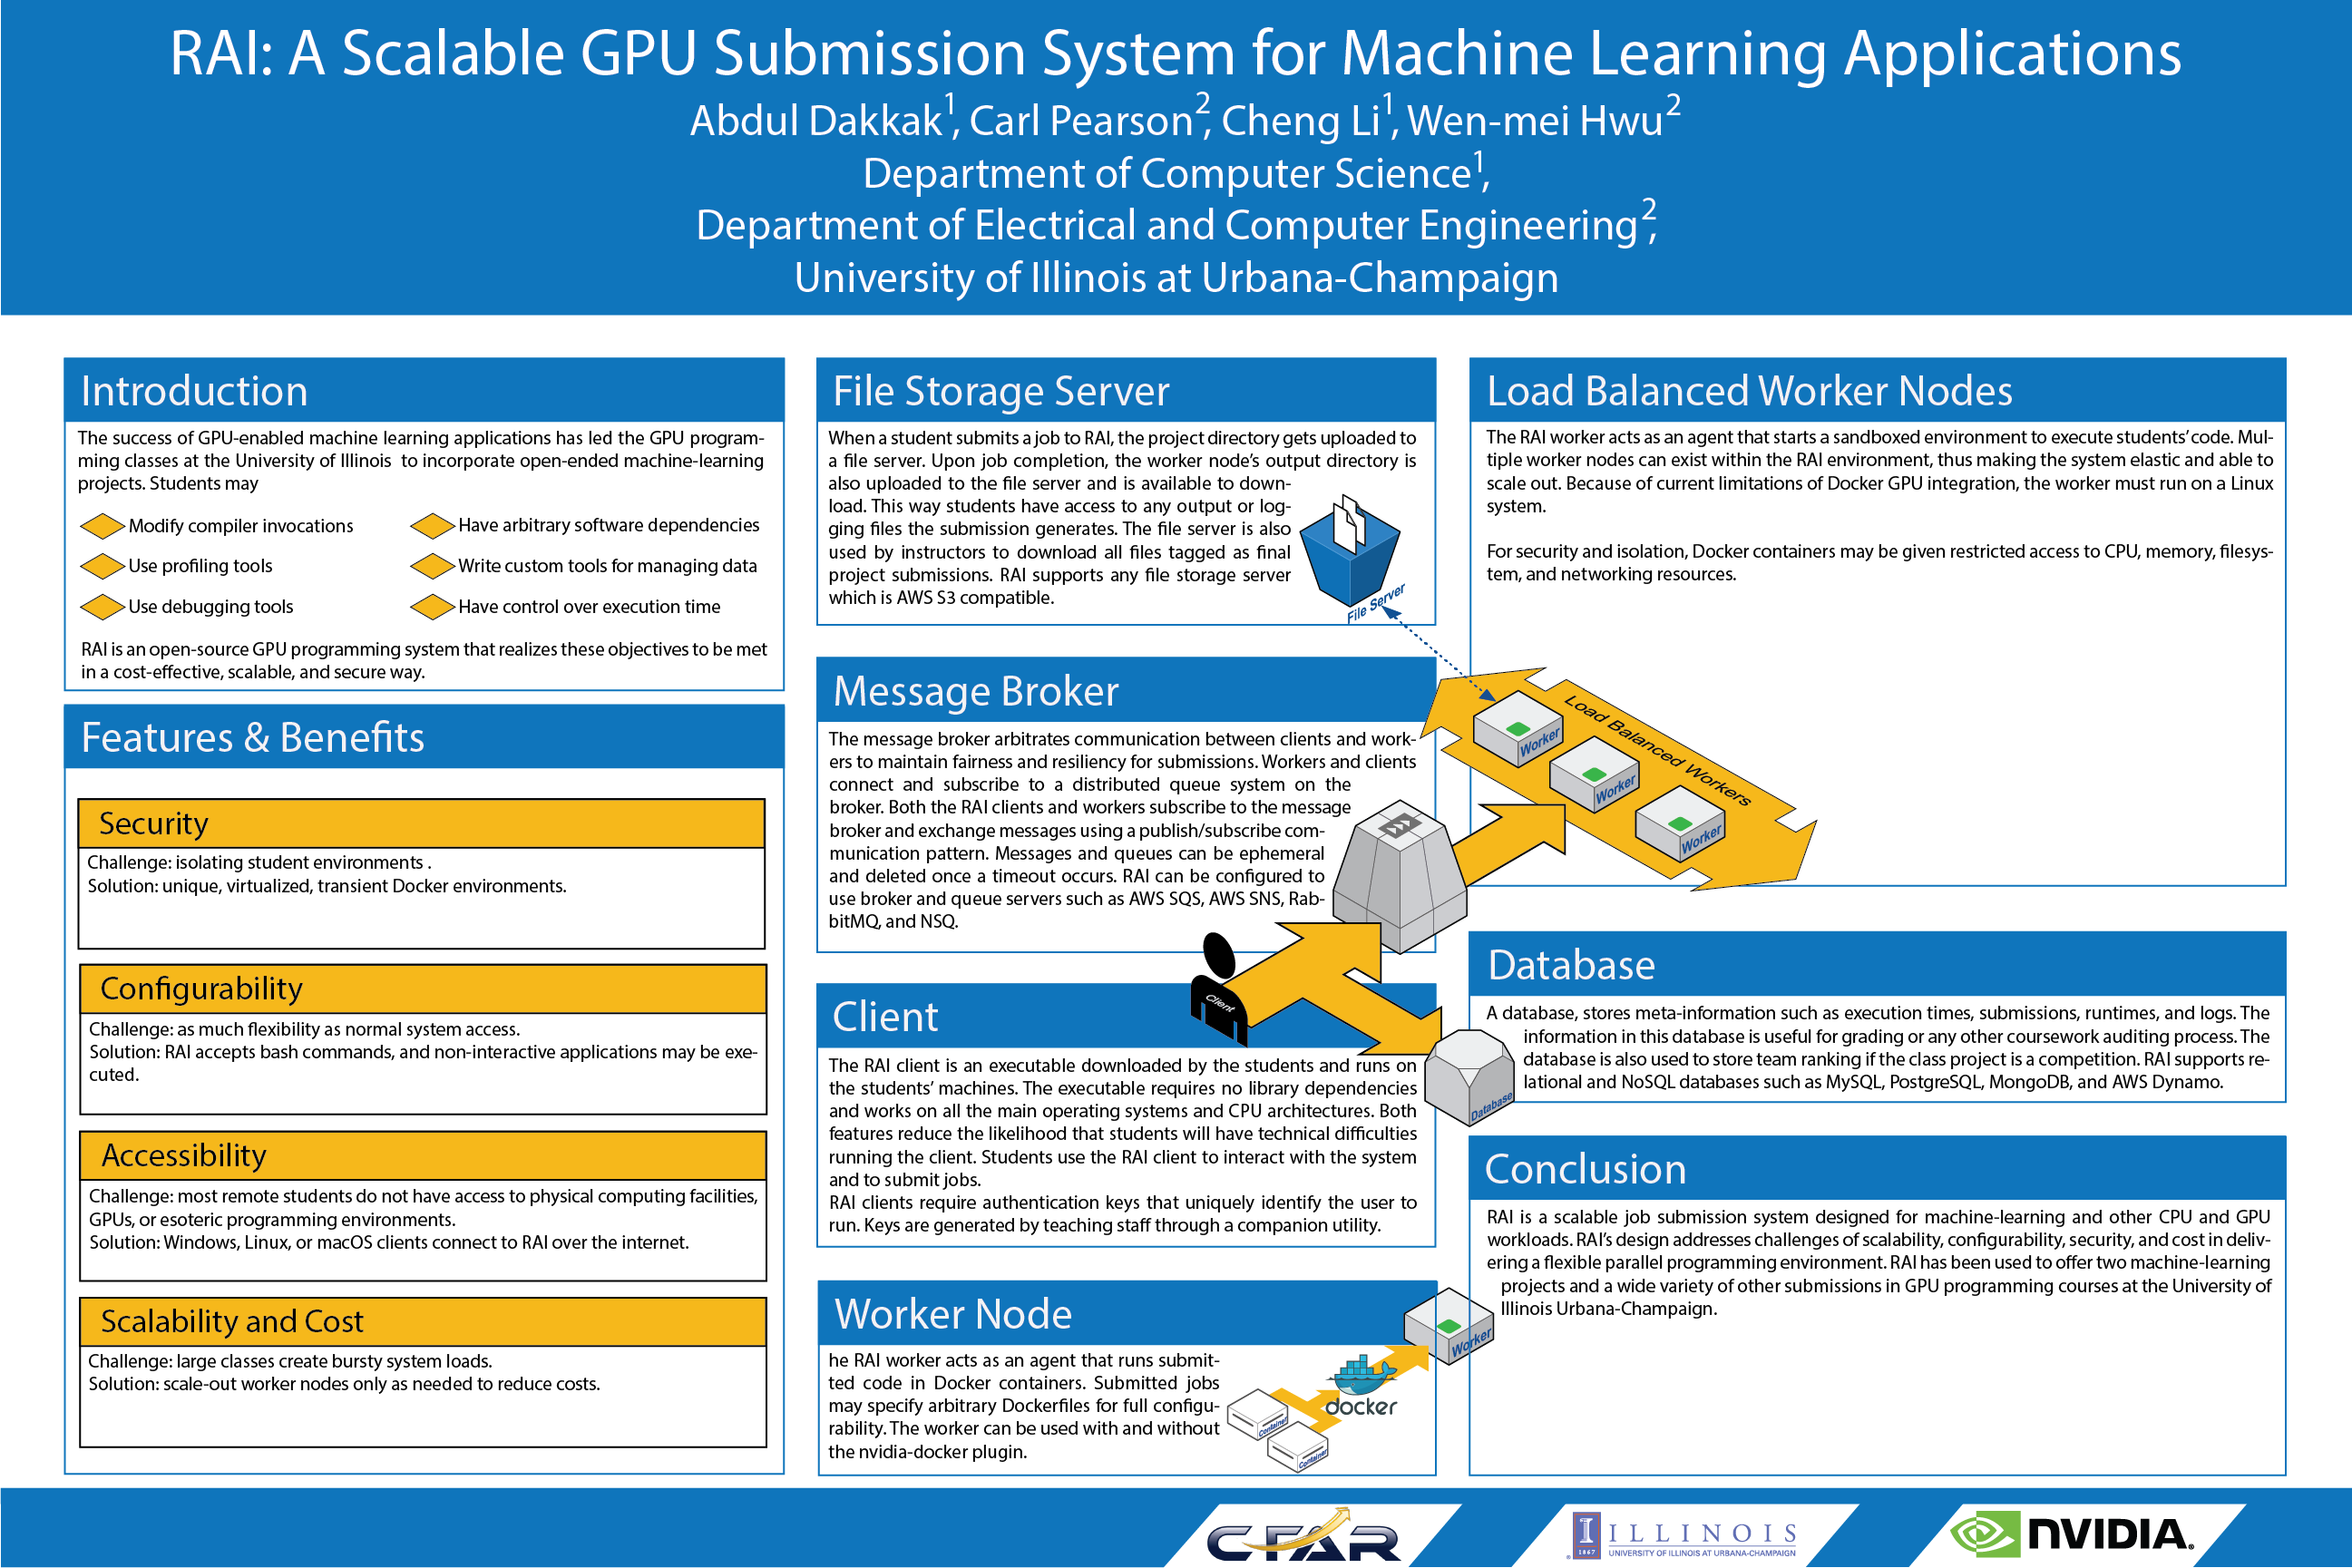 RAI: A Scalable GPU Submission System for Machine Learning Applications
Abdul Dakkak1, Carl Pearson2, Cheng Li1, Wen-mei Hwu2
Department of Computer Science1,
Department of Electrical and Computer Engineering2,
University of Illinois at Urbana-Champaign
Introduction
The success of GPU-enabled machine learning applications has led the GPU program-
ming classes at the University of Illinois to incorporate open-ended machine-learning
projects. Students may
Modify compiler invocations
Have arbitrary software dependencies
Use profiling tools
Write custom tools for managing data
Use debugging tools
Have control over execution time
RAI is an open-source GPU programming system that realizes these objectives to be met
in a cost-effective, scalable, and secure way.
Features & Benefits
Security
Challenge: isolating student environments .
Solution: unique, virtualized, transient Docker environments.
Configurability
Challenge: as much flexibility as normal system access.
Solution: RAI accepts bash commands, and non-interactive applications may be exe-
cuted.
Accessibility
Challenge: most remote students do not have access to physical computing facilities,
GPUs, or esoteric programming environments.
Solution: Windows, Linux, or macOS clients connect to RAI over the internet.
Scalability and Cost
Challenge: large classes create bursty system loads.
Solution: scale-out worker nodes only as needed to reduce costs.
File Storage Server
When a student submits a job to RAI, the project directory gets uploaded to
a file server. Upon job completion, the worker node's output directory is
also uploaded to the file server and is available to down-
load. This way students have access to any output or log-
ging files the submission generates. The file server is also
used by instructors to download all files tagged as final
project submissions. RAI supports any file storage server
which is AWS S3 compatible.
File Server
Message Broker
The message broker arbitrates communication between clients and work-
ers to maintain fairness and resiliency for submissions. Workers and clients
connect and subscribe to a distributed queue system on the
broker. Both the RAI clients and workers subscribe to the message
broker and exchange messages using a publish/subscribe com-
munication pattern. Messages and queues can be ephemeral
and deleted once a timeout occurs. RAI can be configured to
use broker and queue servers such as AWS SQS, AWS SNS, Rab-
bitMQ, and NSQ.
Client
Client
The RAI client is an executable downloaded by the students and runs on
the students' machines. The executable requires no library dependencies
and works on all the main operating systems and CPU architectures. Both
features reduce the likelihood that students will have technical difficulties
running the client. Students use the RAI client to interact with the system
and to submit jobs.
RAI clients require authentication keys that uniquely identify the user to
run. Keys are generated by teaching staff through a companion utility.
Worker Node
he RAI worker acts as an agent that runs submit-
ted code in Docker containers. Submitted jobs
may specify arbitrary Dockerfiles for full configu-
rability. The worker can be used with and without
the nvidia-docker plugin.
Container
Container
docker
Worker
Load Balanced Worker Nodes
The RAI worker acts as an agent that starts a sandboxed environment to execute students' code. Mul-
tiple worker nodes can exist within the RAI environment, thus making the system elastic and able to
scale out. Because of current limitations of Docker GPU integration, the worker must run on a Linux
system.
For security and isolation, Docker containers may be given restricted access to CPU, memory, filesys-
tem, and networking resources.
Load Balanced Workers
Worker
Worker
Worker
Database
A database, stores meta-information such as execution times, submissions, runtimes, and logs. The
information in this database is useful for grading or any other coursework auditing process. The
database is also used to store team ranking if the class project is a competition. RAI supports re-
lational and NoSQL databases such as MySQL, PostgreSQL, MongoDB, and AWS Dynamo.
Database
Conclusion
RAI is a scalable job submission system designed for machine-learning and other CPU and GPU
workloads. RAI's design addresses challenges of scalability, configurability, security, and cost in deliv-
ering a flexible parallel programming environment. RAI has been used to offer two machine-learning
projects and a wide variety of other submissions in GPU programming courses at the University of
Illinois Urbana-Champaign.
CFAR
I
1867
ILLINOIS
UNIVERSITY OF ILLINOIS AT URBANA-CHAMPAIGN
NVIDIA.